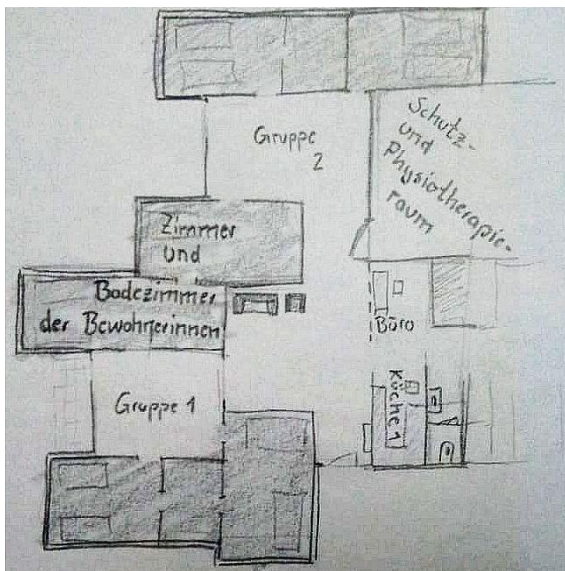 Gruppe
2
Schutz-
und
Physiotherapie-
raum
Zimmer
und
Badezimmer
der Bewohnerinnen
Büro
Küche 1
Gruppe 1